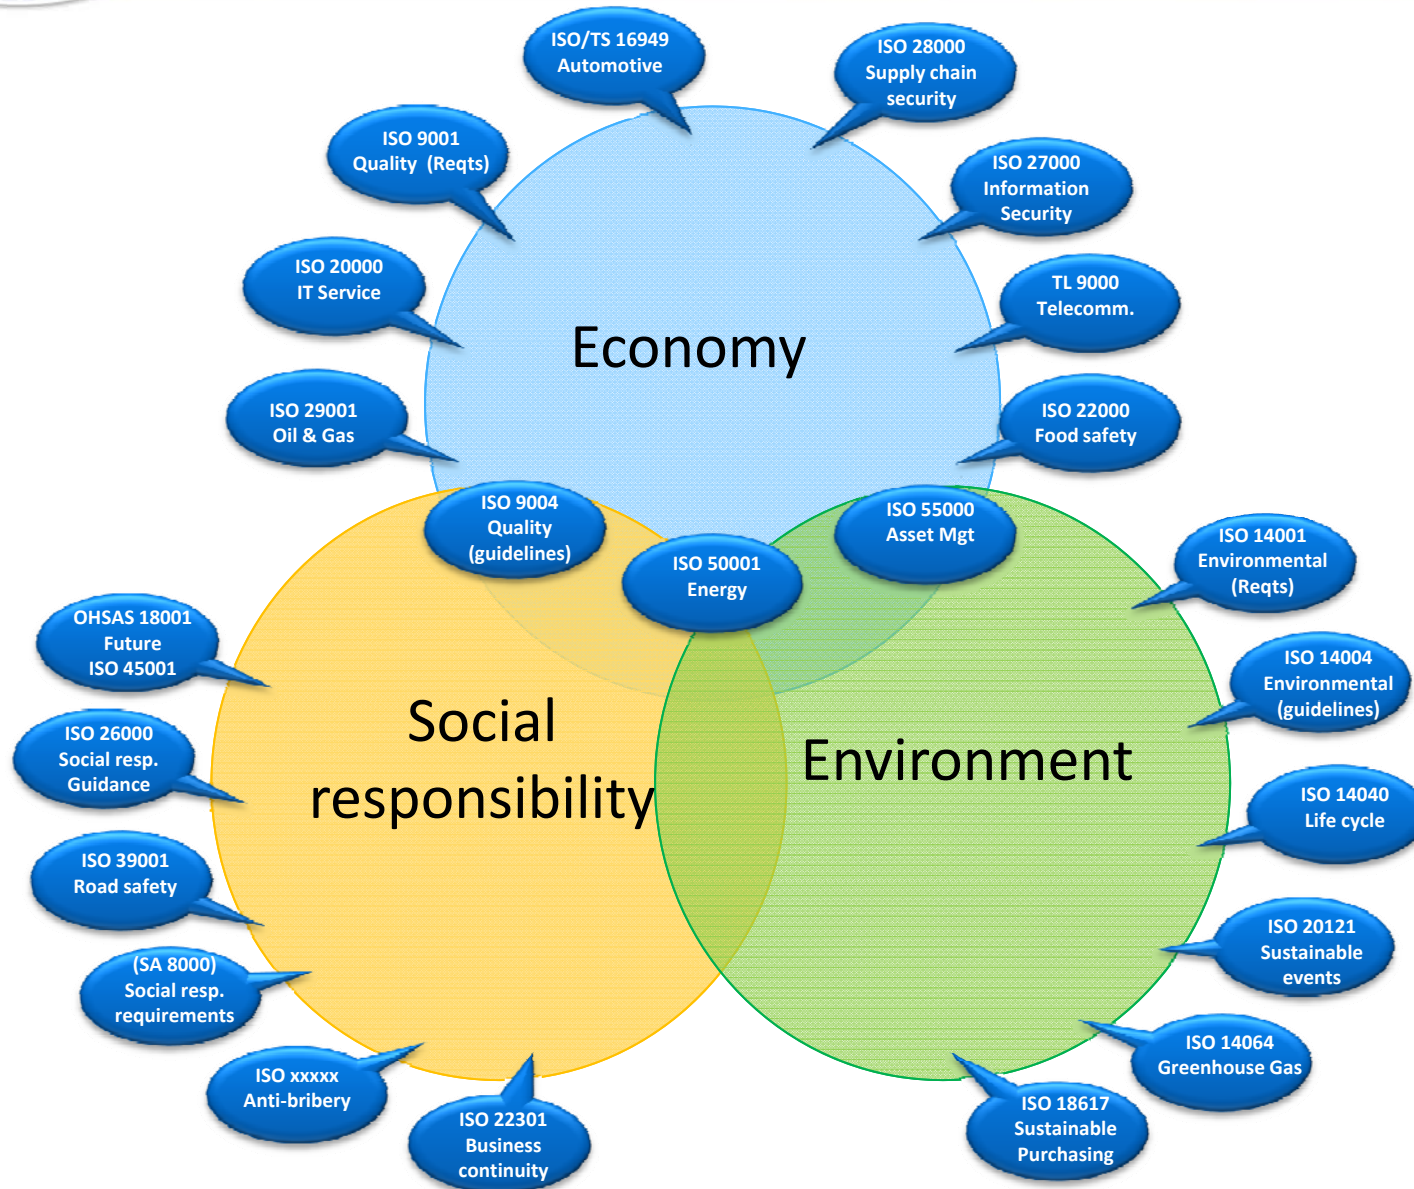 ISO/TS 16949
Automotive
ISO 28000
Supply chain
security
ISO 9001
Quality  (Reqts)
ISO 27000
Information
Security
ISO 20000
IT Service
TL 9000
Telecomm.
Economy
ISO 29001
Oil & Gas
ISO 22000
Food safety
ISO 9004
Quality
(guidelines)
ISO 55000
Asset Mgt
ISO 50001
Energy
ISO 14001
Environmental
(Reqts)
OHSAS 18001
Future
ISO 45001
ISO 14004
Environmental
(guidelines)
Social
responsibility
Environment
ISO 26000
Social resp.
Guidance
ISO 14040
Life cycle
ISO 39001
Road safety
ISO 20121
Sustainable
events
(SA 8000)
Social resp.
requirements
ISO 14064
Greenhouse Gas
ISO xxxxx
Anti-bribery
ISO 22301
Business
continuity
ISO 18617
Sustainable
Purchasing